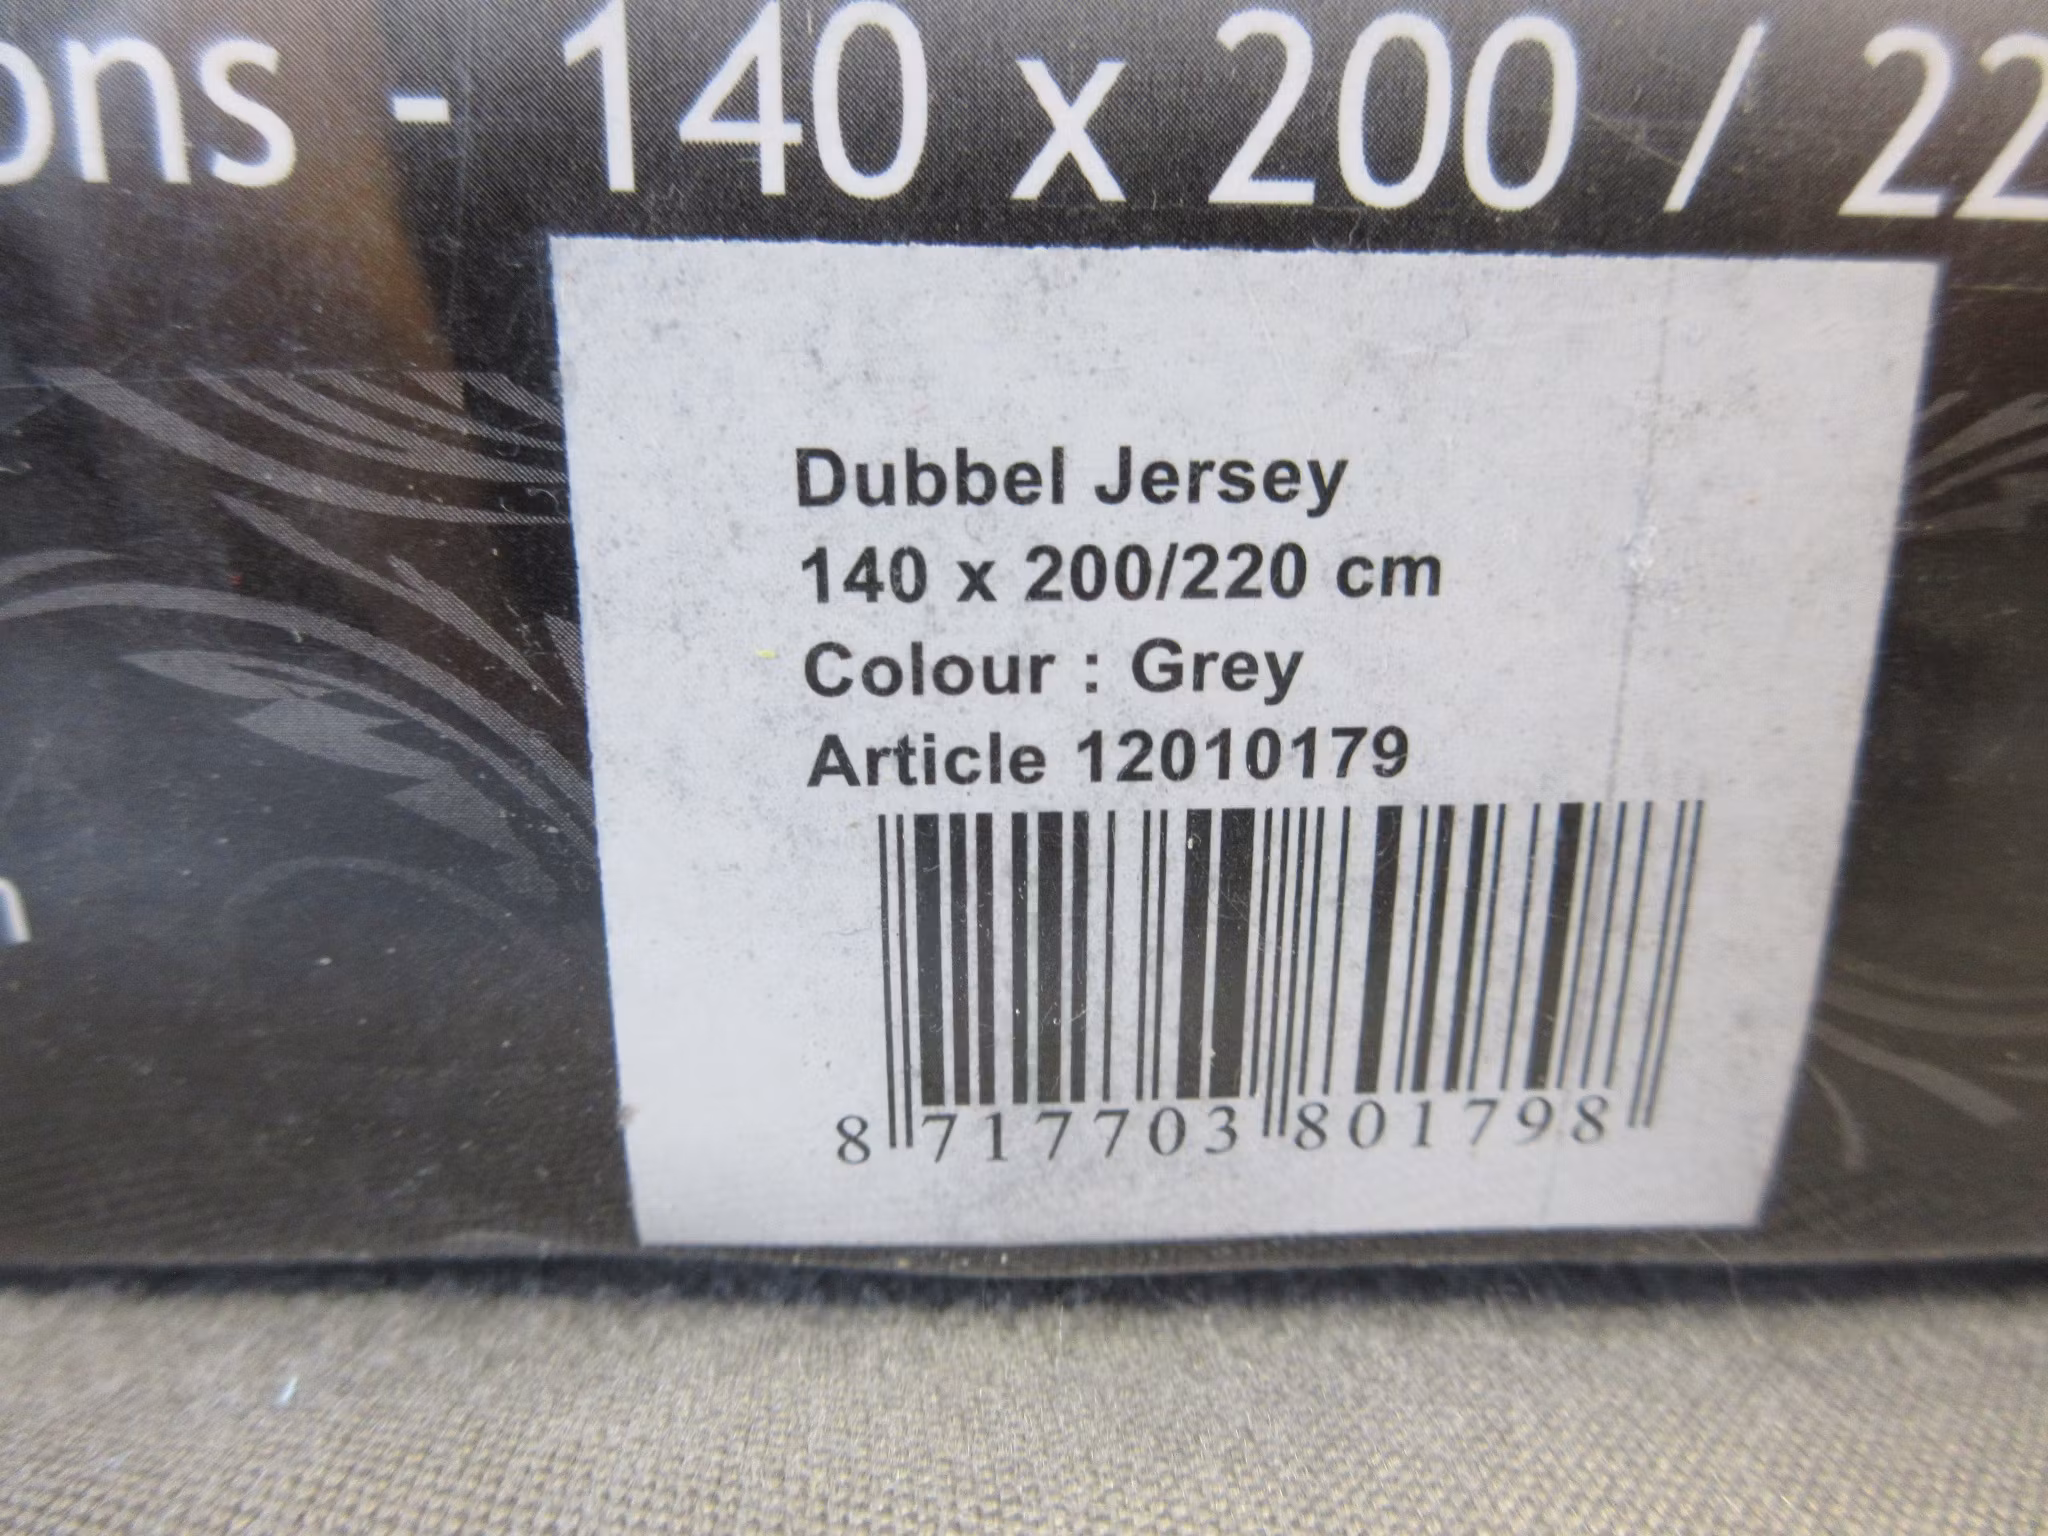 ons - 140 x 200 / 22
Dubbel Jersey
140 x 200/220 cm
Colour : Grey
Article 12010179
8 717703 801798